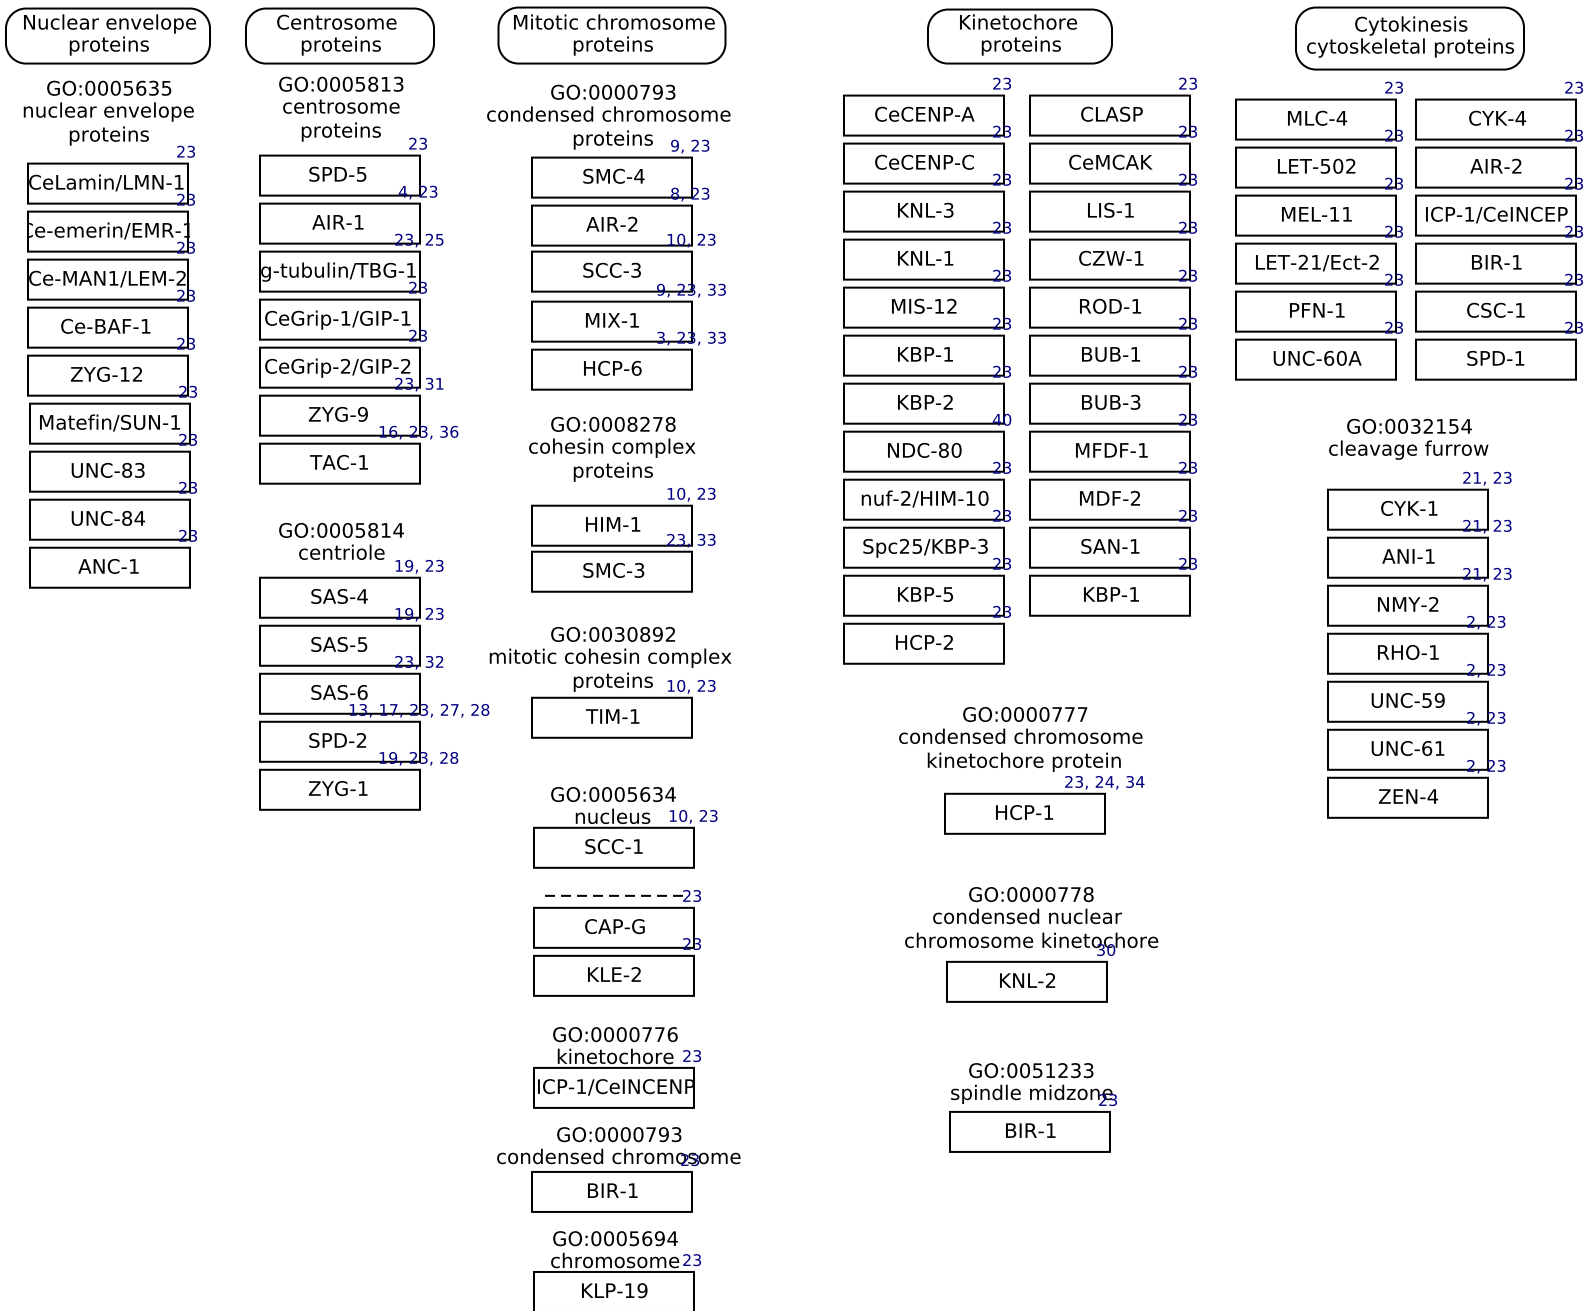 Nuclear envelope
proteins
GO:0005635
nuclear envelope
proteins
23
CeLamin/LMN-1
23
Ce-emerin/EMR-1
23
Ce-MAN1/LEM-2
23
Ce-BAF-1
23
ZYG-12
23
Matefin/SUN-1
23
UNC-83
23
UNC-84
23
ANC-1
Centrosome
proteins
GO:0005813
centrosome
proteins
23
SPD-5
4, 23
AIR-1
23, 25
g-tubulin/TBG-1
23
CeGrip-1/GIP-1
23
CeGrip-2/GIP-2
23, 31
ZYG-9
16, 23, 36
TAC-1
GO:0005814
centriole
19, 23
SAS-4
19, 23
SAS-5
23, 32
SAS-6
13, 17, 23, 27, 28
SPD-2
19, 23, 28
ZYG-1
Mitotic chromosome
proteins
GO:0000793
condensed chromosome
proteins
9, 23
SMC-4
8, 23
AIR-2
10, 23
SCC-3
9, 23, 33
MIX-1
3, 23, 33
HCP-6
GO:0008278
cohesin complex
proteins
10, 23
HIM-1
23, 33
SMC-3
GO:0030892
mitotic cohesin complex
proteins
10, 23
TIM-1
GO:0005634
nucleus
10, 23
SCC-1
23
CAP-G
23
KLE-2
GO:0000776
kinetochore
23
ICP-1/CeINCENP
GO:0000793
condensed chromosome
23
BIR-1
GO:0005694
chromosome
23
KLP-19
Kinetochore
proteins
23
CeCENP-A
23
CeCENP-C
23
KNL-3
23
KNL-1
23
MIS-12
23
KBP-1
23
KBP-2
40
NDC-80
23
nuf-2/HIM-10
23
Spc25/KBP-3
23
KBP-5
23
HCP-2
23
CLASP
23
CeMCAK
23
LIS-1
23
CZW-1
23
ROD-1
23
BUB-1
23
BUB-3
23
MFDF-1
23
MDF-2
23
SAN-1
23
KBP-1
GO:0000777
condensed chromosome
kinetochore protein
23, 24, 34
HCP-1
GO:0000778
condensed nuclear
chromosome kinetochore
30
KNL-2
GO:0051233
spindle midzone
23
BIR-1
Cytokinesis
cytoskeletal proteins
23
MLC-4
23
LET-502
23
MEL-11
23
LET-21/Ect-2
23
PFN-1
23
UNC-60A
23
CYK-4
23
AIR-2
23
ICP-1/CeINCEP
23
BIR-1
23
CSC-1
23
SPD-1
GO:0032154
cleavage furrow
21, 23
CYK-1
21, 23
ANI-1
21, 23
NMY-2
2, 23
RHO-1
2, 23
UNC-59
2, 23
UNC-61
2, 23
ZEN-4